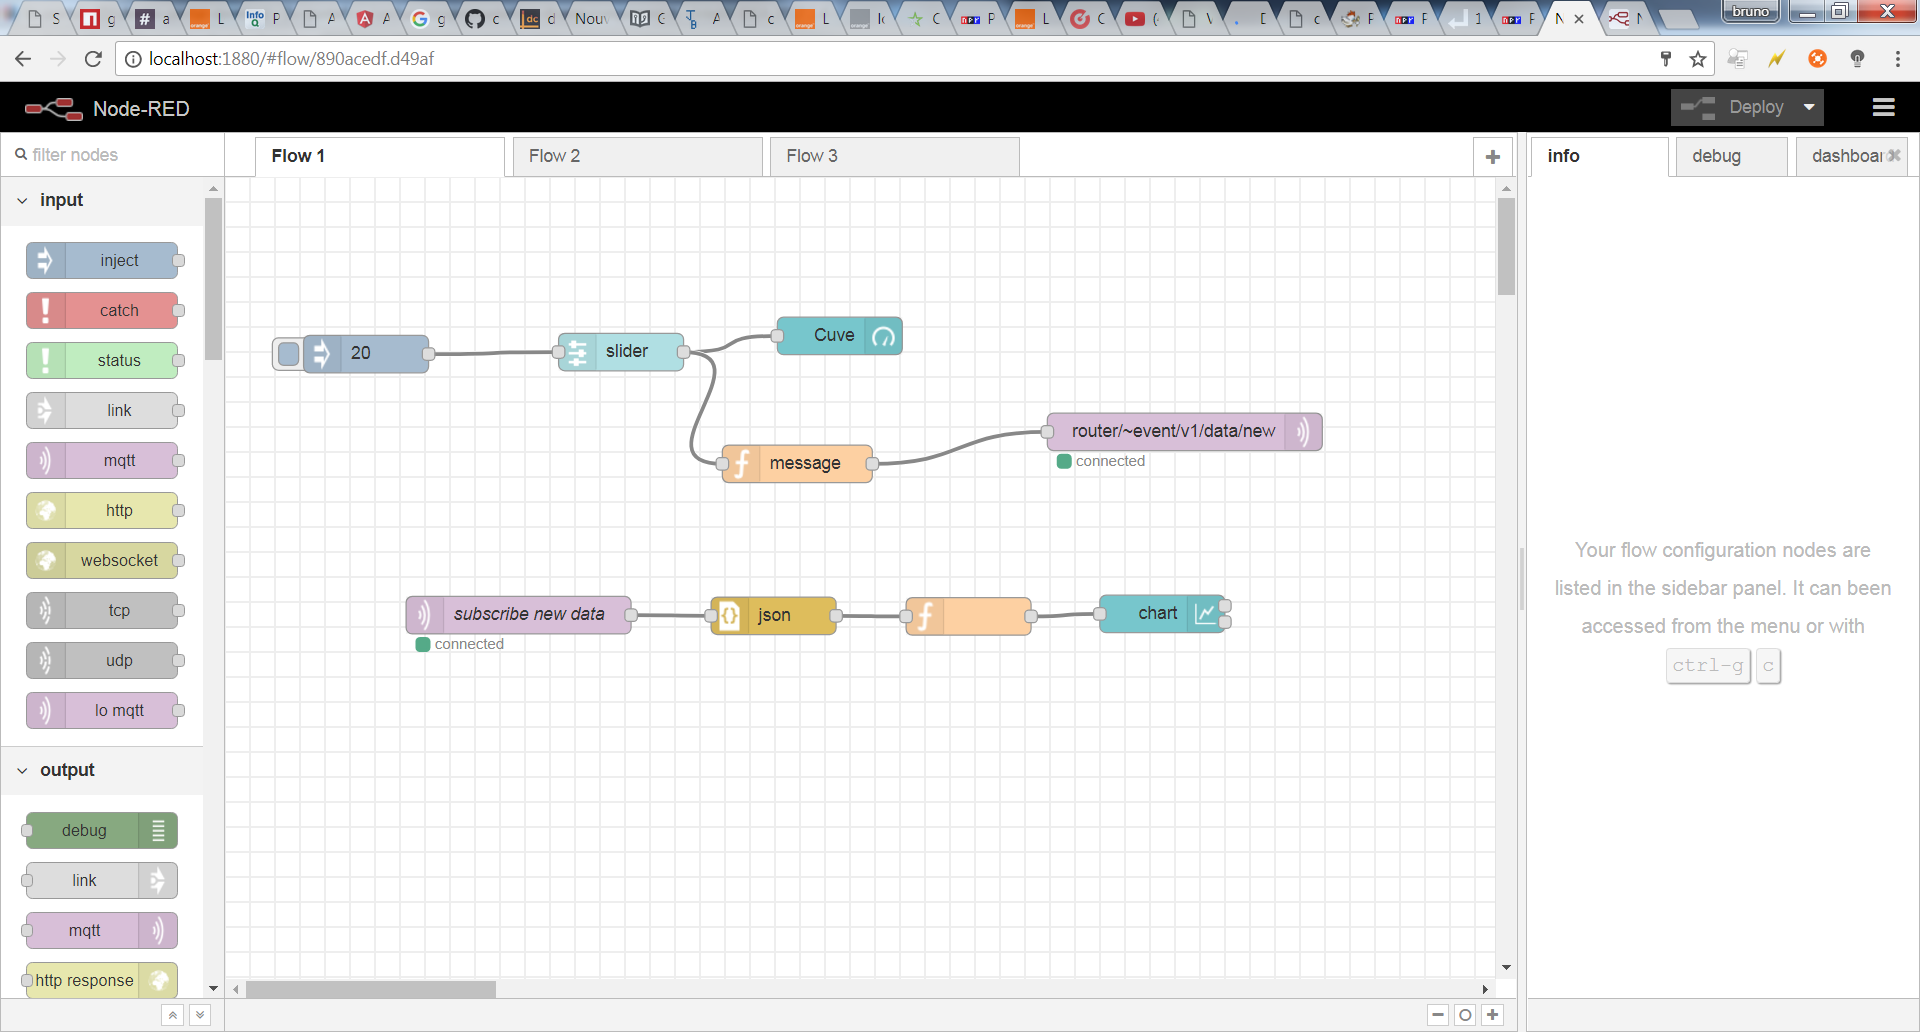 bruno
localhost:1880/#flow/890acedf.d49af
Node-RED
Deploy
filter nodes
Flow 1
Flow 2
Flow 3
info
debug
dashboar
input
inject
catch
status
link
mqtt
http
websocket
tcp
udp
lo mqtt
output
debug
link
mqtt
http response
20
slider
Cuve
message
router/~event/v1/data/new
connected
subscribe new data
connected
json
chart
Your flow configuration nodes are
listed in the sidebar panel. It can been
accessed from the menu or with
ctrl-g c